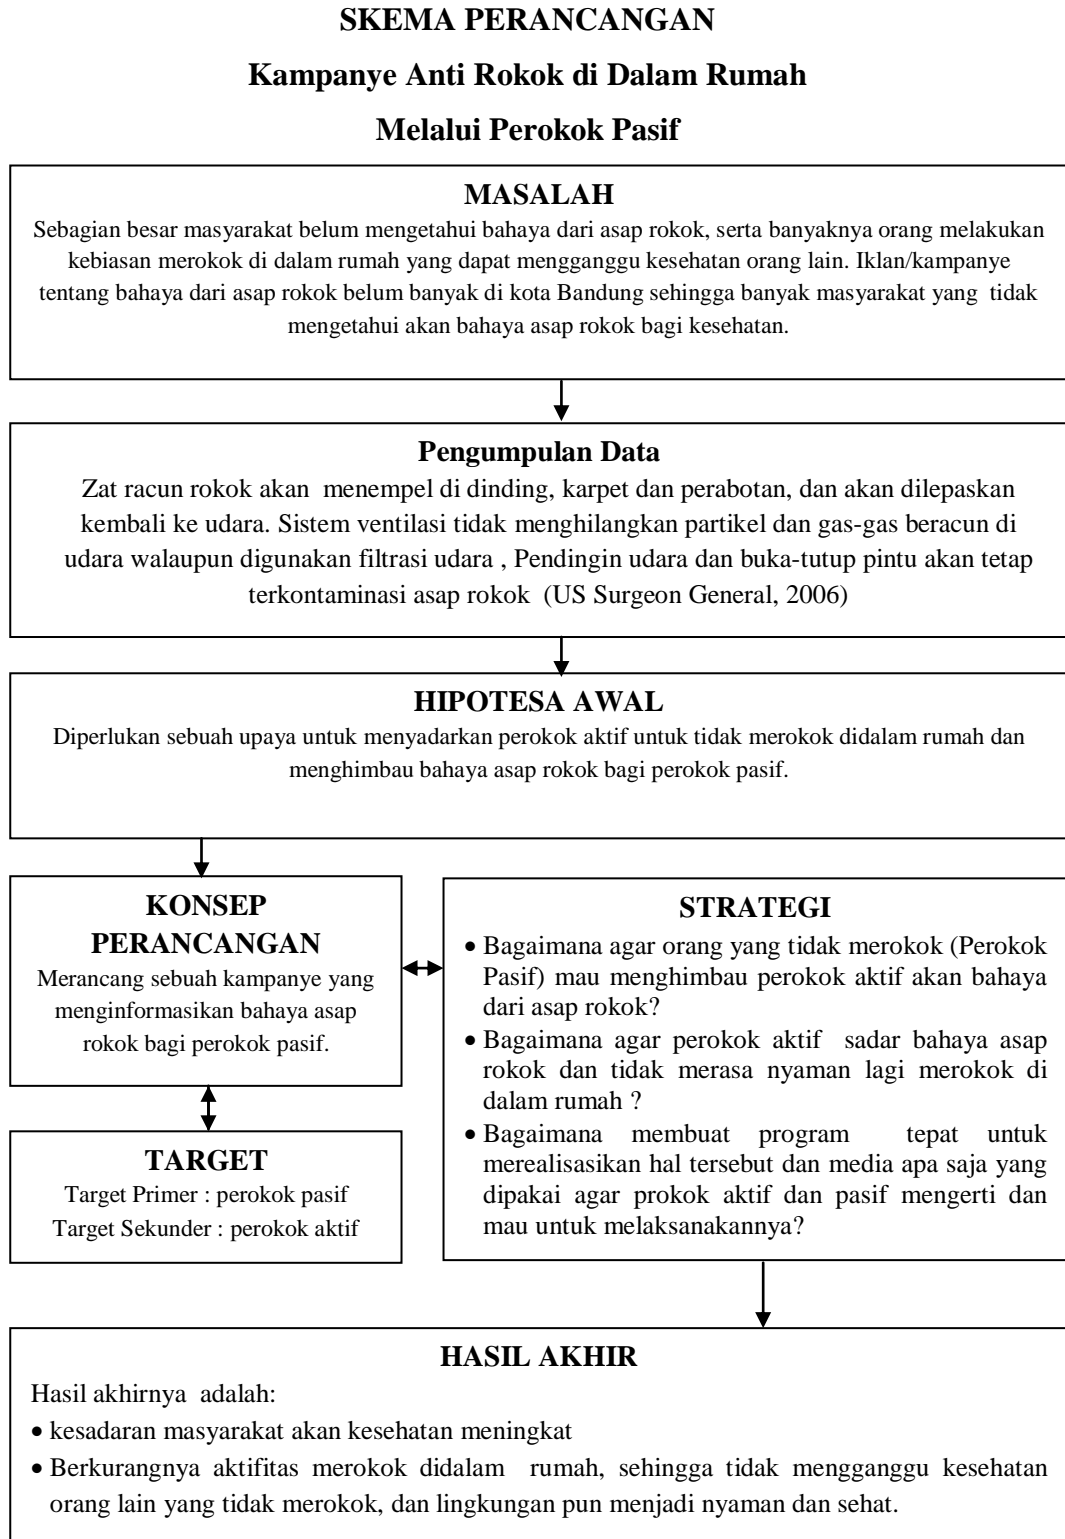 SKEMA PERANCANGAN
Kampanye Anti Rokok di Dalam Rumah
Melalui Perokok Pasif
MASALAH
Sebagian besar masyarakat belum mengetahui bahaya dari asap rokok, serta banyaknya orang melakukan
kebiasan merokok di dalam rumah yang dapat mengganggu kesehatan orang lain. Iklan/kampanye
tentang bahaya dari asap rokok belum banyak di kota Bandung sehingga banyak masyarakat yang tidak
mengetahui akan bahaya asap rokok bagi kesehatan.
Pengumpulan Data
Zat racun rokok akan menempel di dinding, karpet dan perabotan, dan akan dilepaskan
kembali ke udara. Sistem ventilasi tidak menghilangkan partikel dan gas-gas beracun di
udara walaupun digunakan filtrasi udara , Pendingin udara dan buka-tutup pintu akan tetap
terkontaminasi asap rokok (US Surgeon General, 2006)
HIPOTESA AWAL
Diperlukan sebuah upaya untuk menyadarkan perokok aktif untuk tidak merokok didalam rumah dan
menghimbau bahaya asap rokok bagi perokok pasif.
KONSEP
PERANCANGAN
Merancang sebuah kampanye yang
menginformasikan bahaya asap
rokok bagi perokok pasif.
TARGET
Target Primer : perokok pasif
Target Sekunder : perokok aktif
STRATEGI
• Bagaimana agar orang yang tidak merokok (Perokok
Pasif) mau menghimbau perokok aktif akan bahaya
dari asap rokok?
• Bagaimana agar perokok aktif sadar bahaya asap
rokok dan tidak merasa nyaman lagi merokok di
dalam rumah ?
• Bagaimana membuat program tepat untuk
merealisasikan hal tersebut dan media apa saja yang
dipakai agar prokok aktif dan pasif mengerti dan
mau untuk melaksanakannya?
HASIL AKHIR
Hasil akhirnya adalah:
• kesadaran masyarakat akan kesehatan meningkat
• Berkurangnya aktifitas merokok didalam rumah, sehingga tidak mengganggu kesehatan
orang lain yang tidak merokok, dan lingkungan pun menjadi nyaman dan sehat.